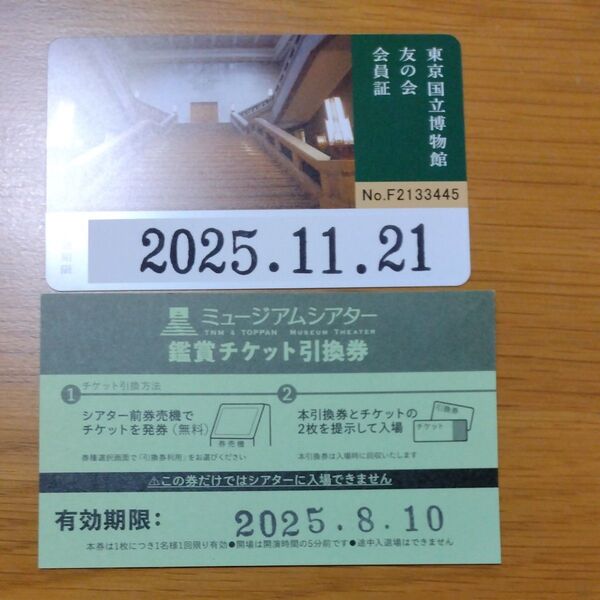 東京国立博物館
友の会
会員証
No.F2133445
期限
2025.11.21
ミュージアムシアター
TNM & TOPPAN MUSEUM THEATER
鑑賞チケット引換券
チケット引換方法
1
シアター前券売機で
チケットを発券(無料)
券売機
券種選択画面で「引換券利用」をお選びください
2
本引換券とチケットの
2枚を提示して入場
引換券
チケット
本引換券は入場時に回収いたします
⚠この券だけではシアターに入場できません
有効期限:
2025.8.10
本券は1枚につき1名様1回限り有効●開場は開演時間の5分前です●途中入退場はできません